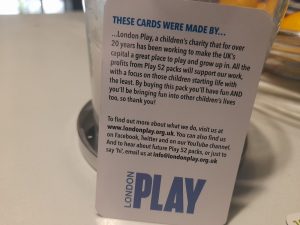 THESE CARDS WERE MADE BY...
...London Play, a children's charity that for over
20 years has been working to make the UK's
capital a great place to play and grow up in. All the
profits from Play 52 packs will support our work,
with a focus on those children starting life with
the least. By buying this pack you'll have fun AND
you'll be bringing fun into other children's lives
too, so thank you!
To find out more about what we do, visit us at
www.londonplay.org.uk. You can also find us
on Facebook, Twitter and on our YouTube channel.
And to hear about future Play 52 packs, or just to
say 'hi', email us at info@londonplay.org.uk
LONDON
PLAY